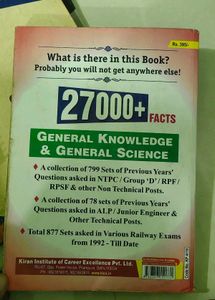 Rs. 395/-
What is there in this Book?
Probably you will not get anywhere else!
27000+ FACTS
GENERAL KNOWLEDGE
& GENERAL SCIENCE
A collection of 799 Sets of Previous Years'
Questions asked in NTPC / Group 'D' / RPF/
RPSF & other Non Technical Posts.
A collection of 78 sets of Previous Years'
Questions asked in ALP / Junior Engineer &
Other Technical Posts.
Total 877 Sets asked in Various Railway Exams
from 1992 - Till Date
Kiran Institute of Career Excellence Pvt. Ltd.